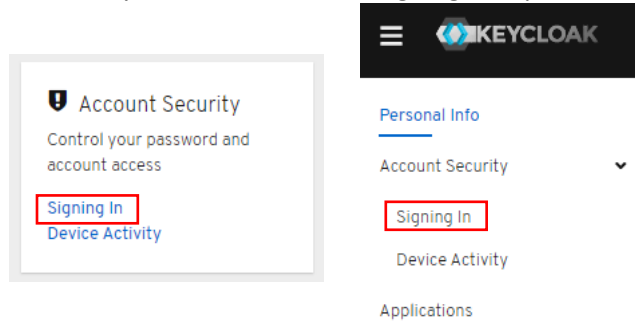 Account Security
Control your password and
account access
Signing In
Device Activity
KEYCLOAK
Personal Info
Account Security
Signing In
Device Activity
Applications